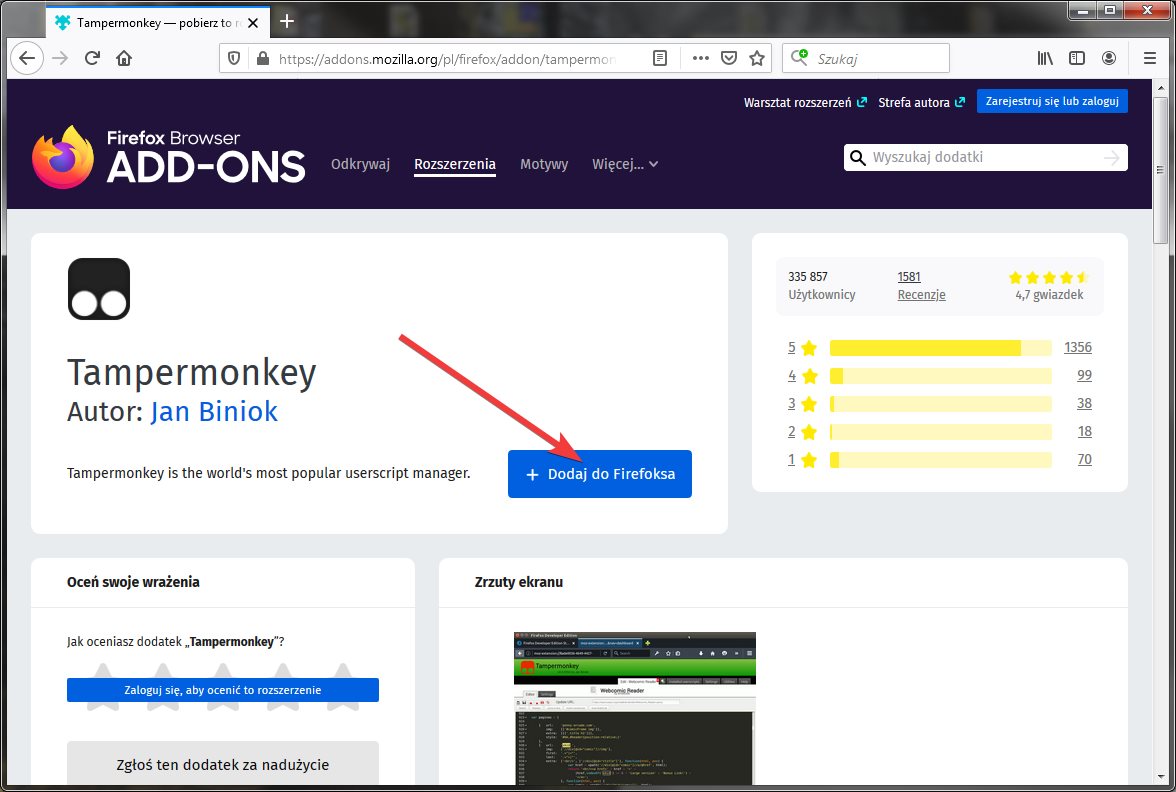 Tampermonkey — pobierz to r
https://addons.mozilla.org/pl/firefox/addon/tampermon
Szukaj
Warsztat rozszerzeń
Strefa autora
Zarejestruj się lub zaloguj
Firefox Browser
ADD-ONS
Odkrywaj
Rozszerzenia
Motywy
Więcej...
Wyszukaj dodatki
335 857
Użytkownicy
1581
Recenzje
4,7 gwiazdek
5 1356
4 99
3 38
2 18
1 70
Tampermonkey
Autor: Jan Biniok
Tampermonkey is the world's most popular userscript manager.
+ Dodaj do Firefoksa
Oceń swoje wrażenia
Jak oceniasz dodatek „Tampermonkey”?
Zaloguj się, aby ocenić to rozszerzenie
Zgłoś ten dodatek za nadużycie
Zrzuty ekranu
Firefox Developer Edition
Tampermonkey
Webcomic Reader